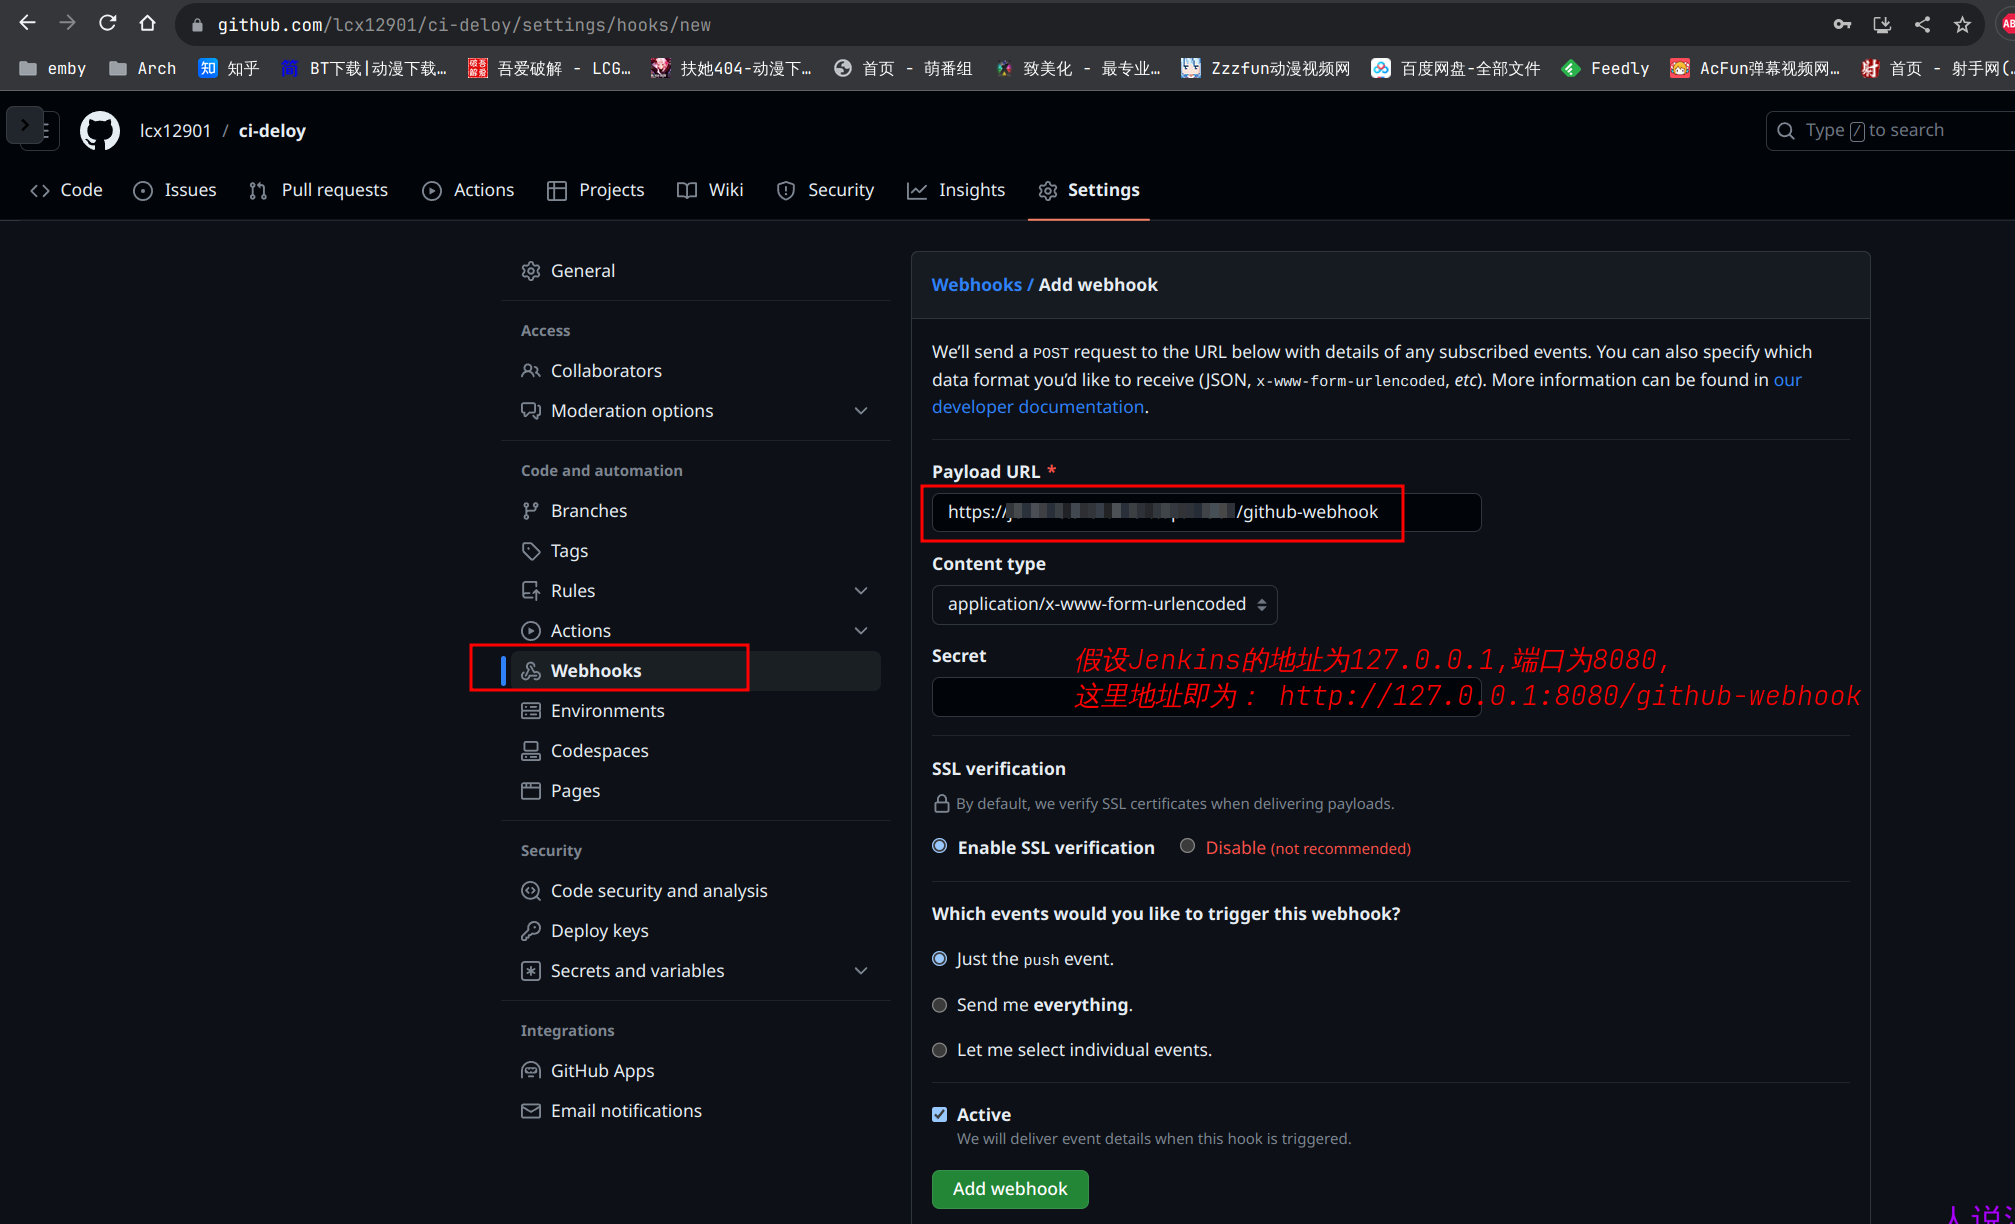 github.com/lcx12901/ci-deloy/settings/hooks/new
emby
Arch
知 知乎
简 BT下载|动漫下载…
吾爱破解 - LCG…
扶她404-动漫下…
首页 - 萌番组
致美化 - 最专业…
Zzzfun动漫视频网
百度网盘-全部文件
Feedly
AcFun弹幕视频网…
射 首页 - 射手网(…
lcx12901 / ci-deloy
Type / to search
Code
Issues
Pull requests
Actions
Projects
Wiki
Security
Insights
Settings
General
Access
Collaborators
Moderation options
Code and automation
Branches
Tags
Rules
Actions
Webhooks
Environments
Codespaces
Pages
Security
Code security and analysis
Deploy keys
Secrets and variables
Integrations
GitHub Apps
Email notifications
Webhooks / Add webhook
We’ll send a POST request to the URL below with details of any subscribed events. You can also specify which
data format you’d like to receive (JSON, x-www-form-urlencoded, etc). More information can be found in our
developer documentation.
Payload URL *
https:// /github-webhook
Content type
application/x-www-form-urlencoded
Secret
假设Jenkins的地址为127.0.0.1,端口为8080,
这里地址即为: http://127.0.0.1:8080/github-webhook
SSL verification
By default, we verify SSL certificates when delivering payloads.
Enable SSL verification
Disable (not recommended)
Which events would you like to trigger this webhook?
Just the push event.
Send me everything.
Let me select individual events.
Active
We will deliver event details when this hook is triggered.
Add webhook